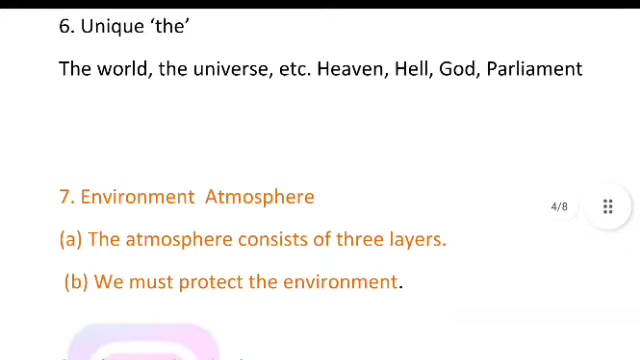 6. Unique ‘the’
The world, the universe, etc. Heaven, Hell, God, Parliament
7. Environment  Atmosphere
4/8
(a) The atmosphere consists of three layers.
(b) We must protect the environment.